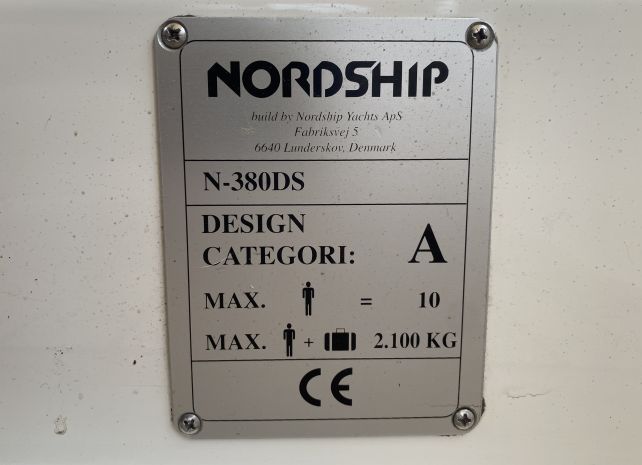 NORDSHIP
build by Nordship Yachts ApS
Fabriksvej 5
6640 Lunderskov, Denmark
N-380DS
DESIGN
CATEGORI: A
MAX. = 10
MAX. + 2.100 KG
CE